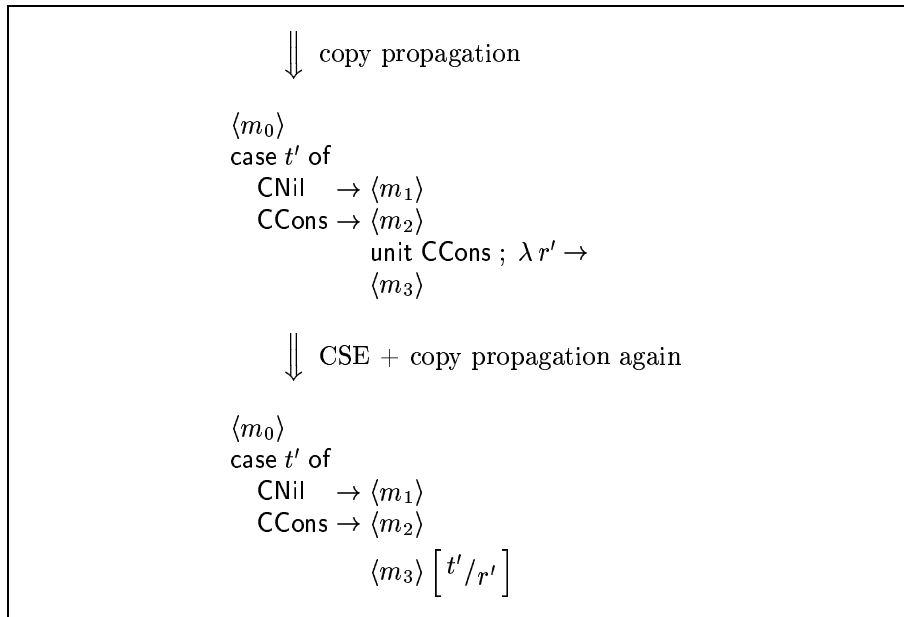 ⇓ copy propagation
⟨m₀⟩
case t′ of
CNil → ⟨m₁⟩
CCons → ⟨m₂⟩
unit CCons ; λ r′ →
⟨m₃⟩
⇓ CSE + copy propagation again
⟨m₀⟩
case t′ of
CNil → ⟨m₁⟩
CCons → ⟨m₂⟩
⟨m₃⟩ [ t′/r′ ]